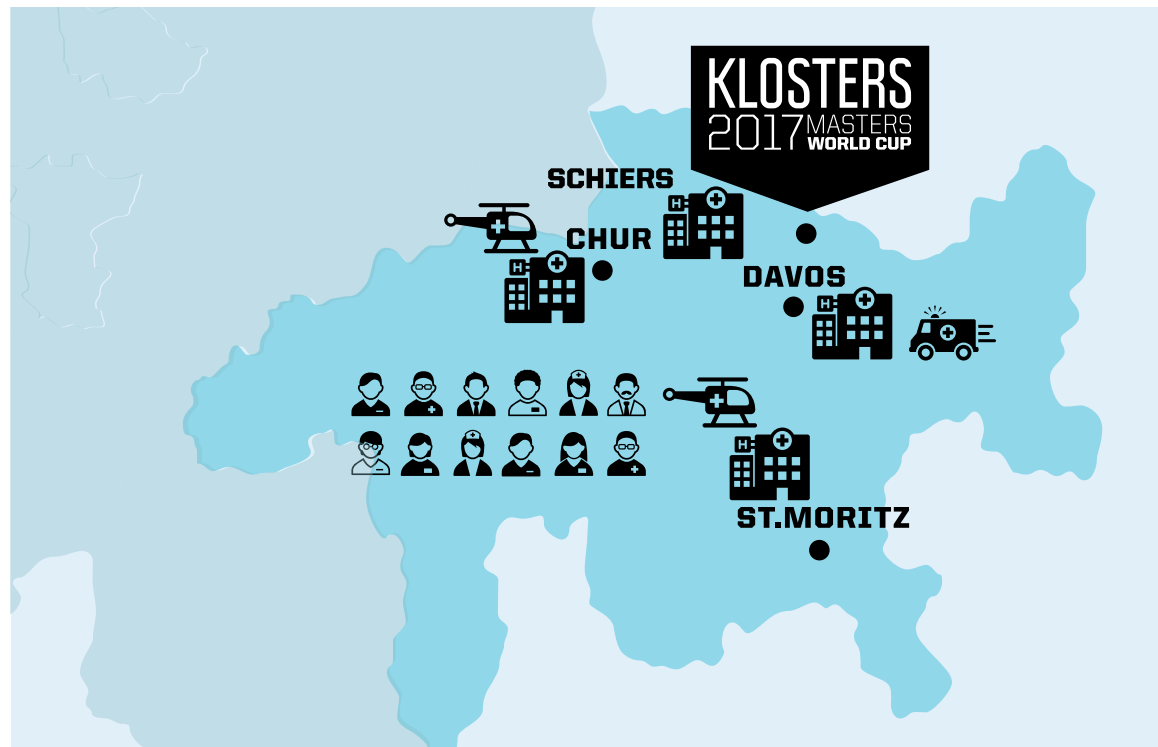 KLOSTERS
2017 MASTERS
WORLD CUP
SCHIERS
H
CHUR
H
DAVOS
H
H
ST.MORITZ